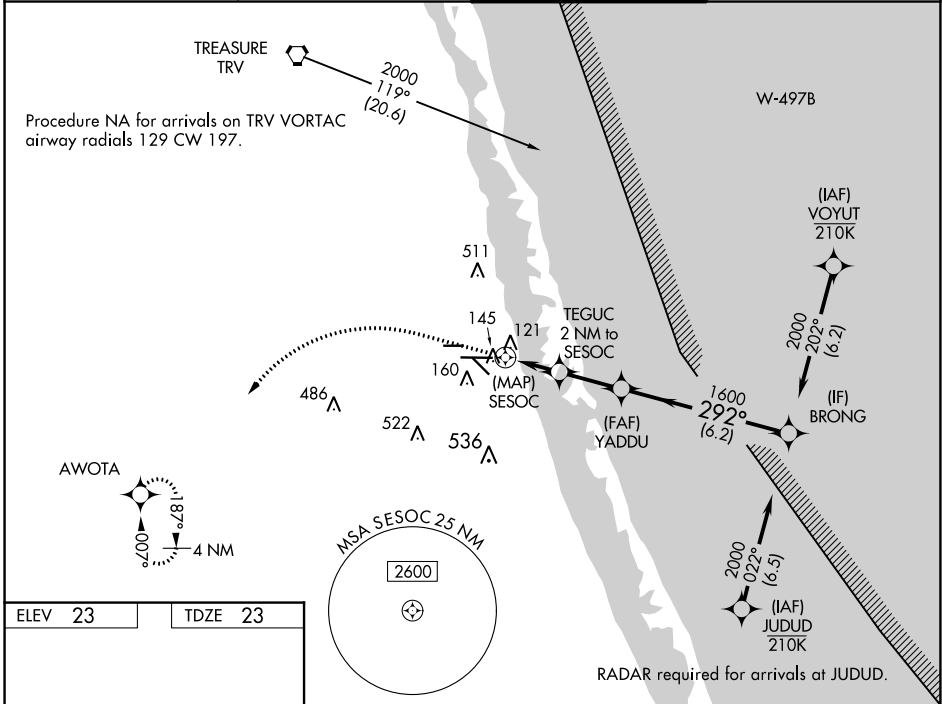 TREASURE
TRV
2000
119°
(20.6)
Procedure NA for arrivals on TRV VORTAC
airway radials 129 CW 197.
W-497B
(IAF)
VOYUT
210K
2000
202°
(6.2)
511
145
121
TEGUC
2 NM to
SESOC
160
(MAP)
SESOC
1600
292°
(6.2)
(IF)
BRONG
(FAF)
YADDU
486
522
536
AWOTA
187°
007°
4 NM
MSA SESOC 25 NM
2600
2000
022°
(6.5)
(IAF)
JUDUD
210K
ELEV 23
TDZE 23
RADAR required for arrivals at JUDUD.